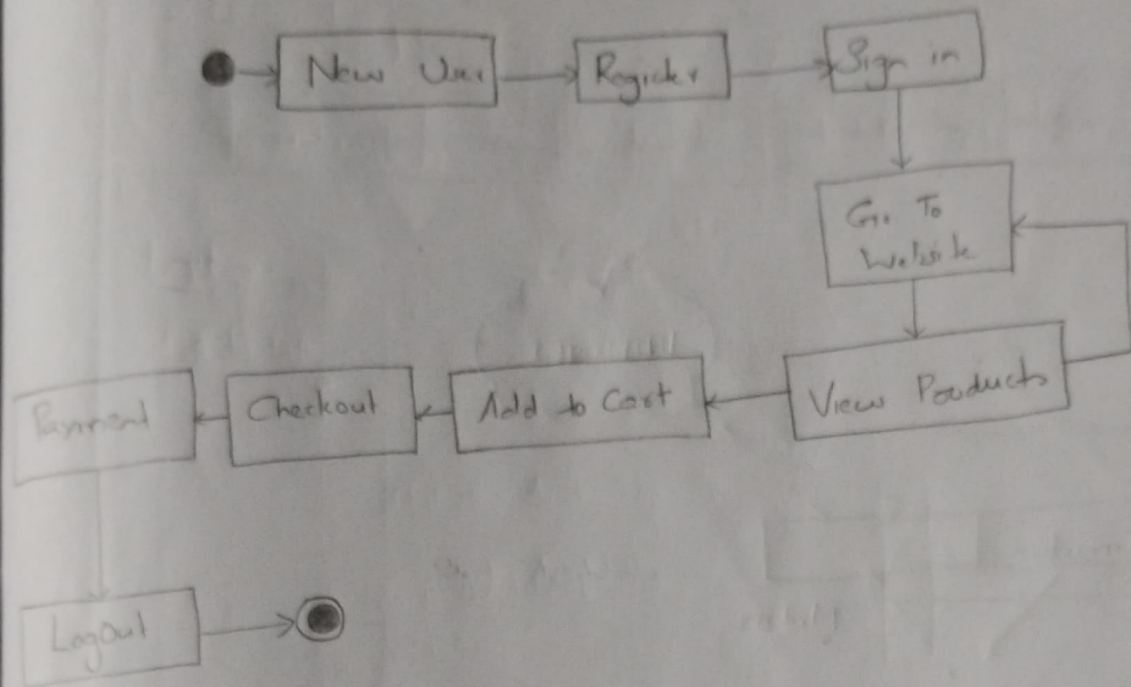 New User
Register
Sign in
Go To
Website
View Products
Add to Cart
Checkout
Payment
LogOut